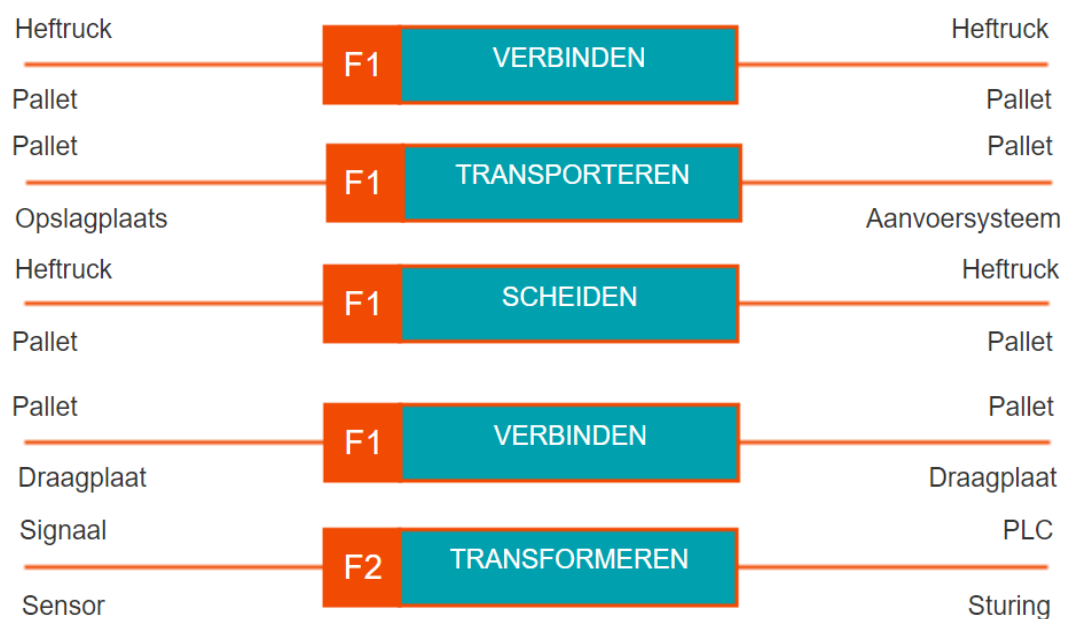 Heftruck
Heftruck
F1
VERBINDEN
Pallet
Pallet
Pallet
Pallet
F1
TRANSPORTEREN
Opslagplaats
Aanvoersysteem
Heftruck
Heftruck
F1
SCHEIDEN
Pallet
Pallet
Pallet
Pallet
F1
VERBINDEN
Draagplaat
Draagplaat
Signaal
PLC
F2
TRANSFORMEREN
Sensor
Sturing